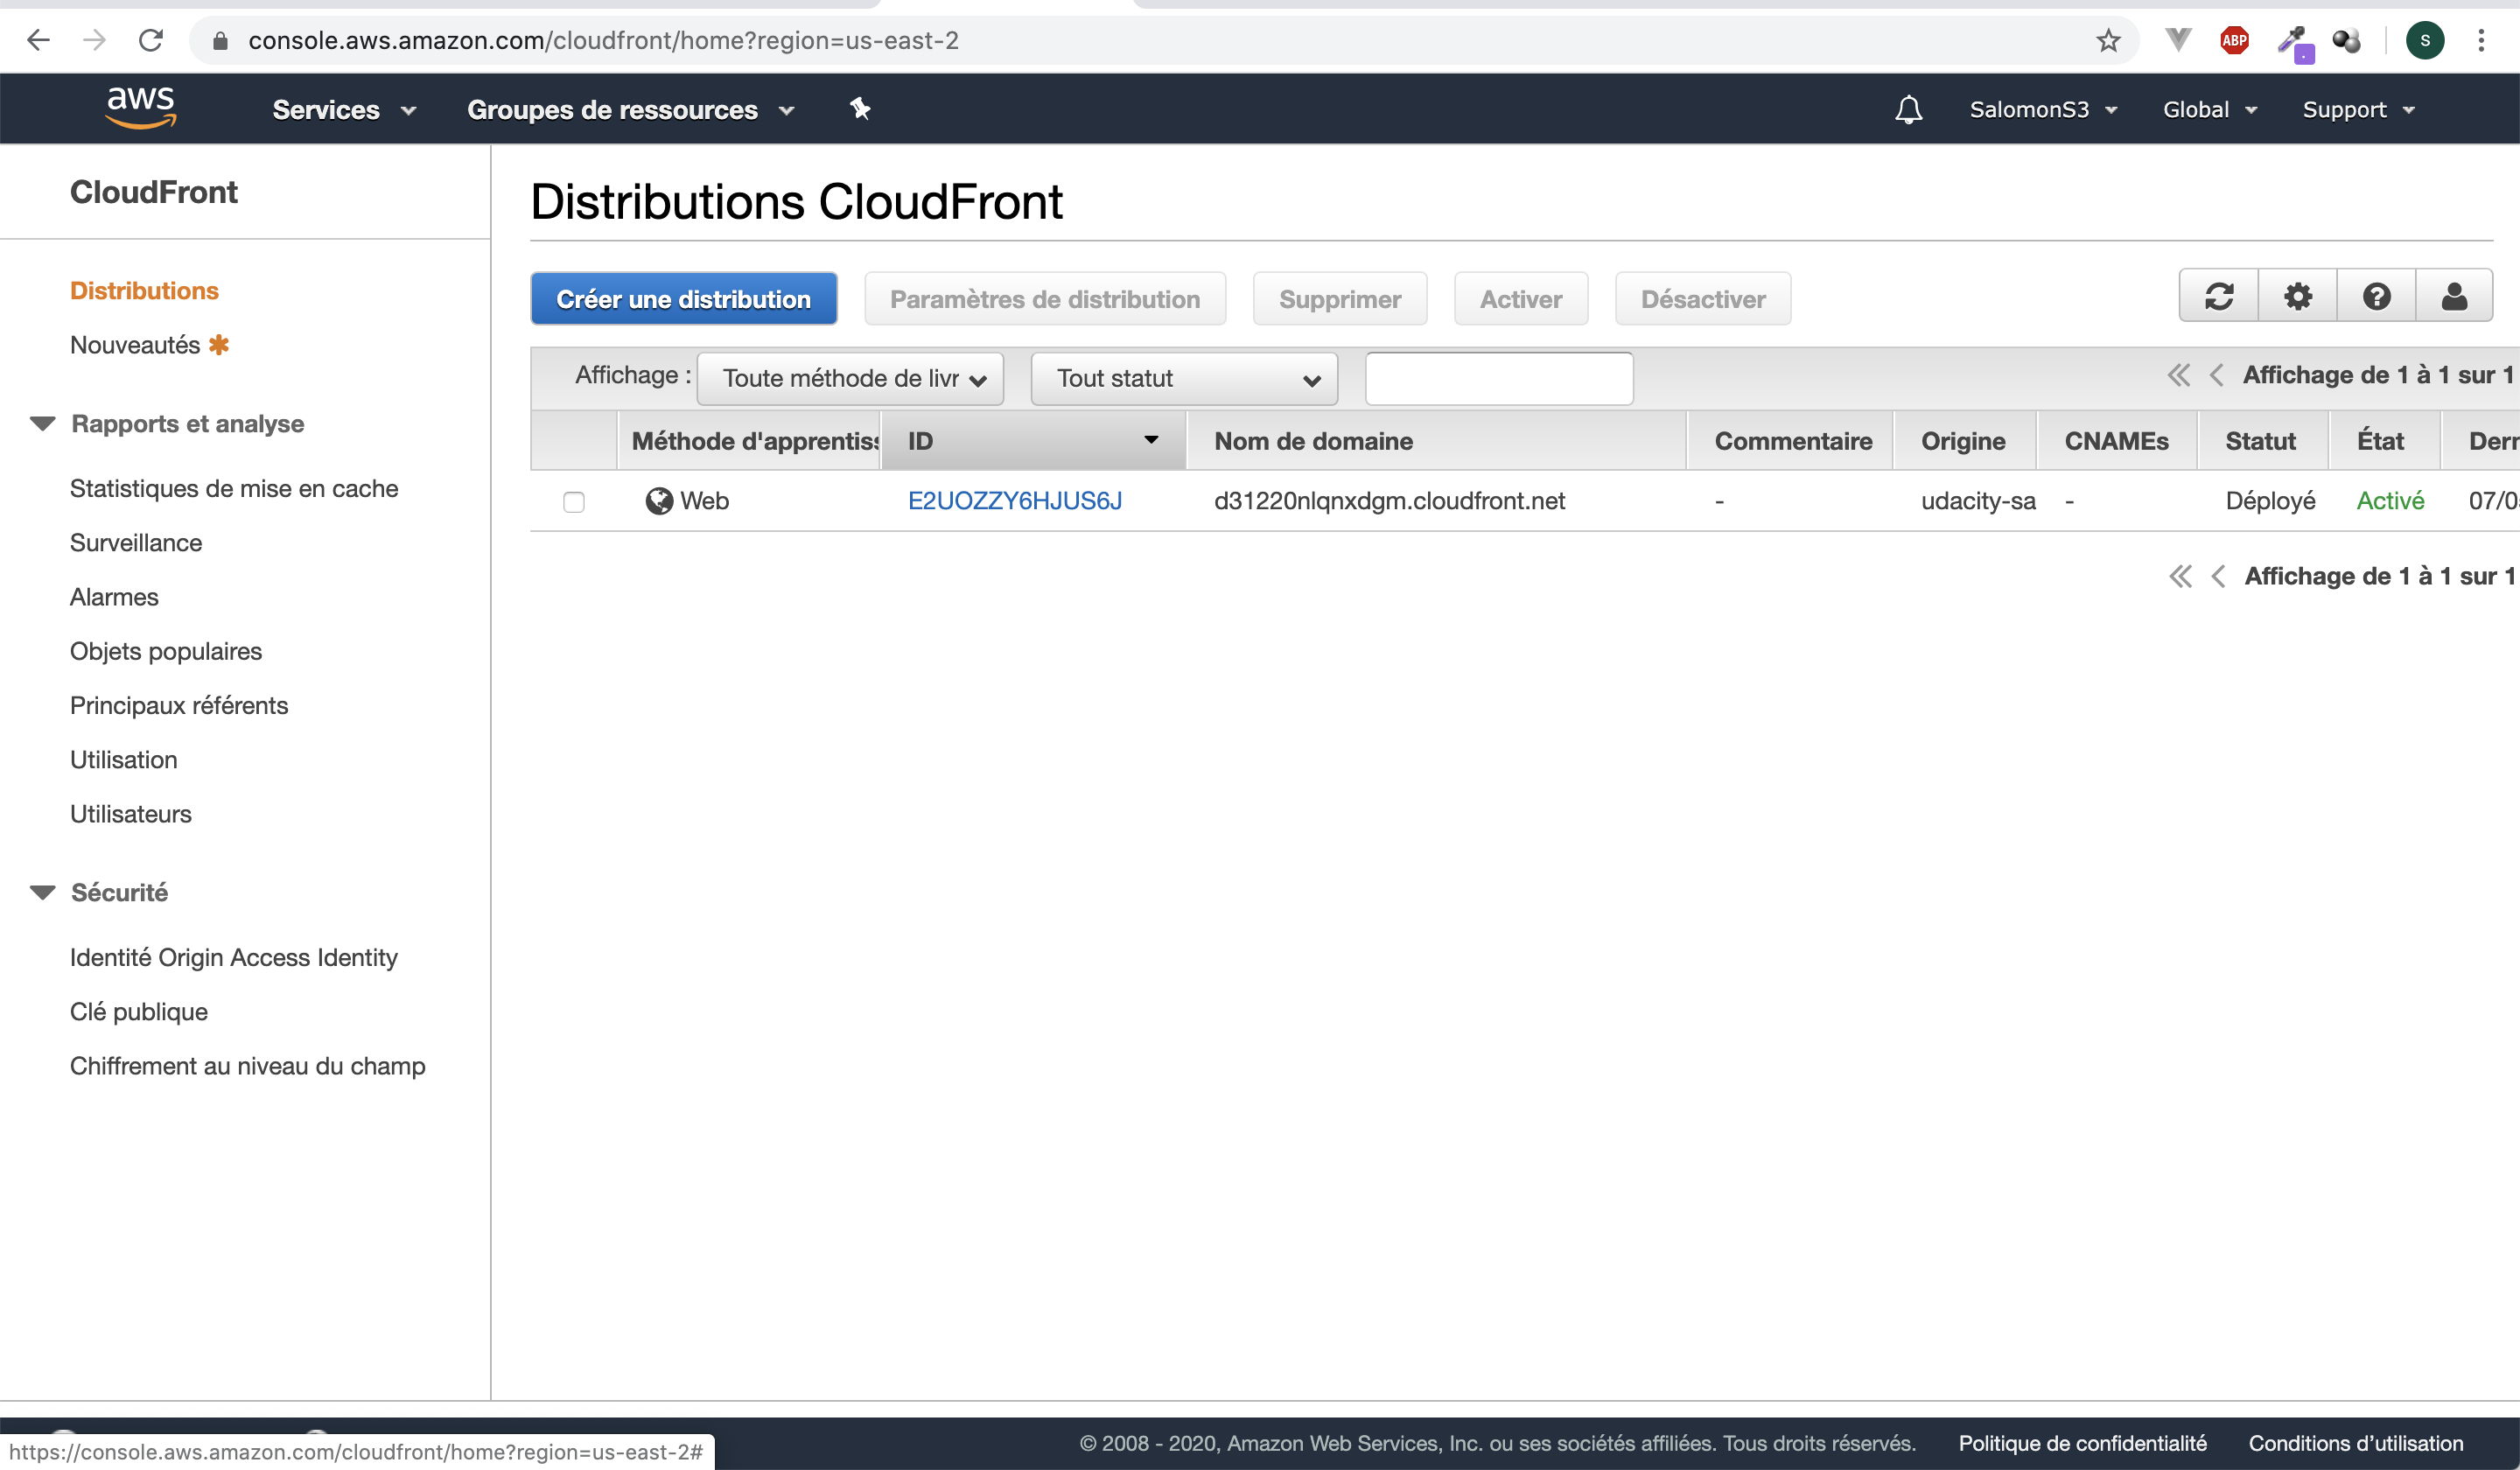 console.aws.amazon.com/cloudfront/home?region=us-east-2
ABP
S
aws
Services
Groupes de ressources
SalomonS3
Global
Support
CloudFront
Distributions
Nouveautés
Rapports et analyse
Statistiques de mise en cache
Surveillance
Alarmes
Objets populaires
Principaux référents
Utilisation
Utilisateurs
Sécurité
Identité Origin Access Identity
Clé publique
Chiffrement au niveau du champ
Distributions CloudFront
Créer une distribution
Paramètres de distribution
Supprimer
Activer
Désactiver
Affichage :
Toute méthode de livr
Tout statut
Affichage de 1 à 1 sur 1
Méthode d'apprentiss
ID
Nom de domaine
Commentaire
Origine
CNAMEs
Statut
État
Dern
Web
E2UOZZY6HJUS6J
d31220nlqnxdgm.cloudfront.net
-
udacity-sa
-
Déployé
Activé
07/0
Affichage de 1 à 1 sur 1
https://console.aws.amazon.com/cloudfront/home?region=us-east-2#
© 2008 - 2020, Amazon Web Services, Inc. ou ses sociétés affiliées. Tous droits réservés.
Politique de confidentialité
Conditions d’utilisation